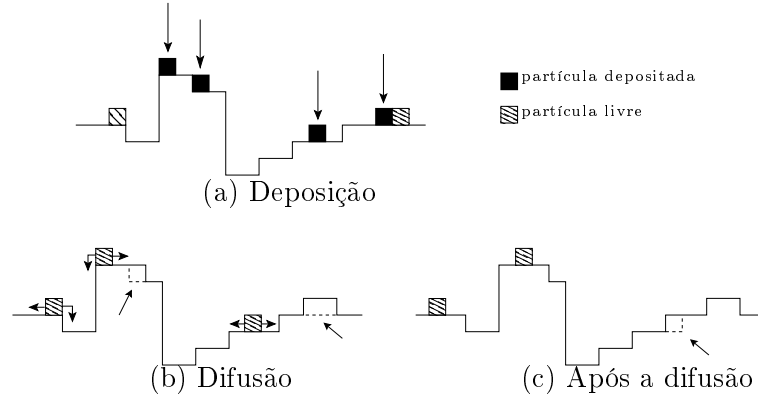 partícula depositada
partícula livre
(a) Deposição
(b) Difusão
(c) Após a difusão